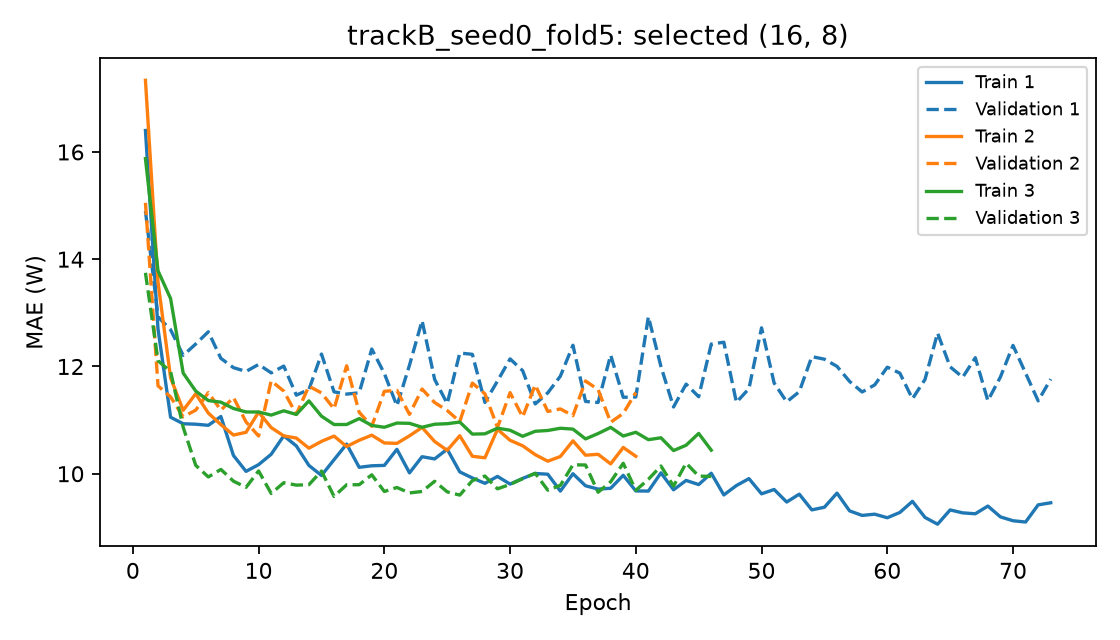 trackB_seed0_fold5: selected (16, 8)
Train 1
Validation 1
Train 2
Validation 2
Train 3
Validation 3
MAE (W)
16
14
12
10
0 10 20 30 40 50 60 70
Epoch